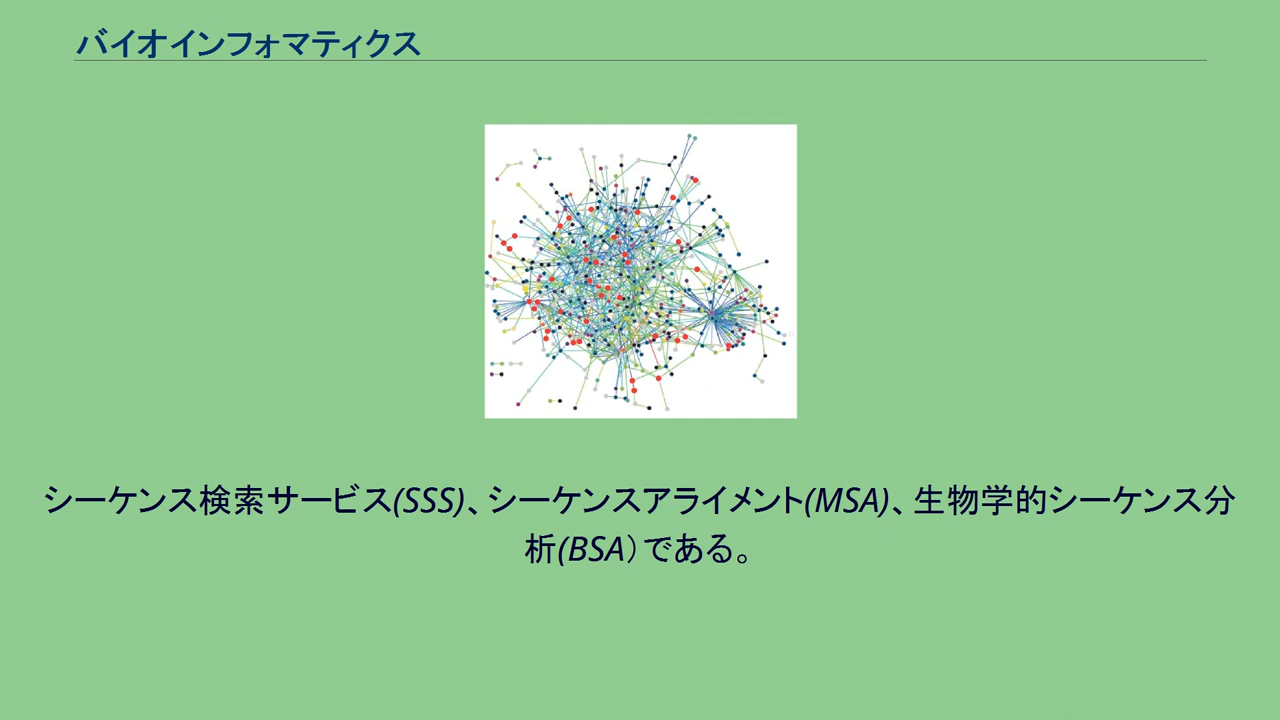 バイオインフォマティクス
シーケンス検索サービス(SSS)、シーケンスアライメント(MSA)、生物学的シーケンス分
析(BSA）である。